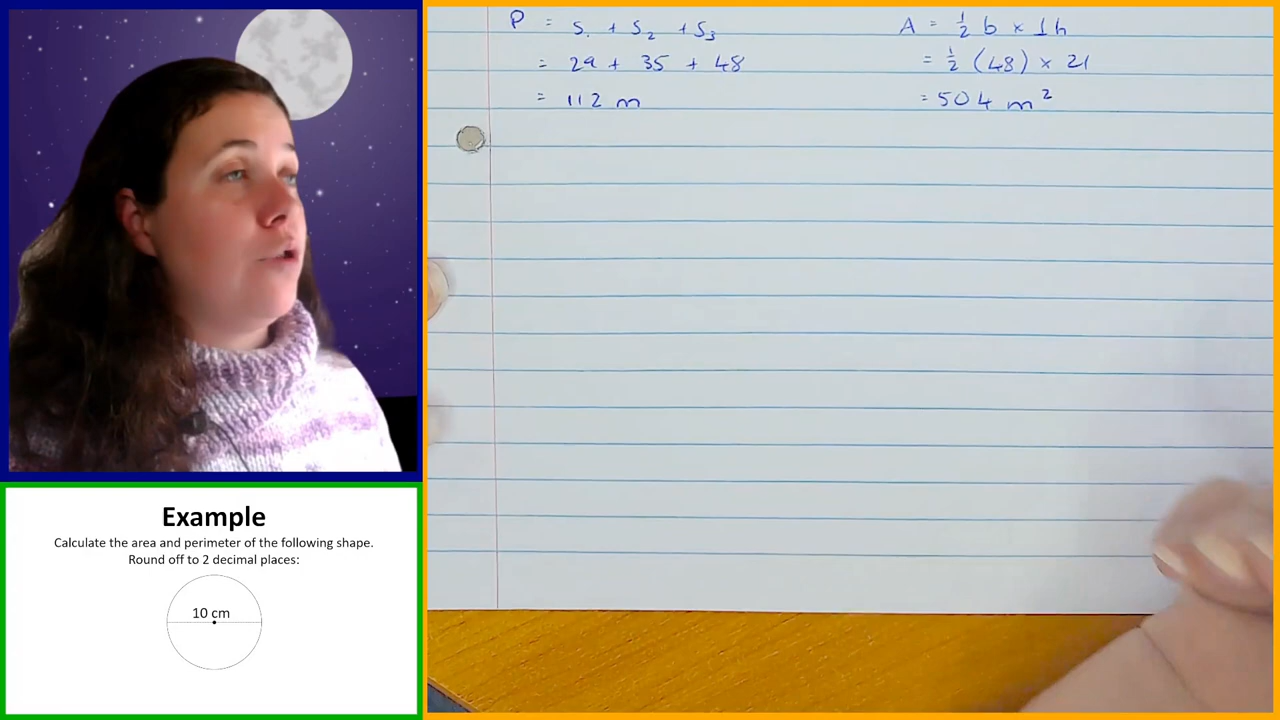 P = S₁ + S₂ + S₃
= 29 + 35 + 48
= 112 m
A = ½ b × ⊥h
= ½ (48) × 21
= 504 m²
Example
Calculate the area and perimeter of the following shape.
Round off to 2 decimal places:
10 cm